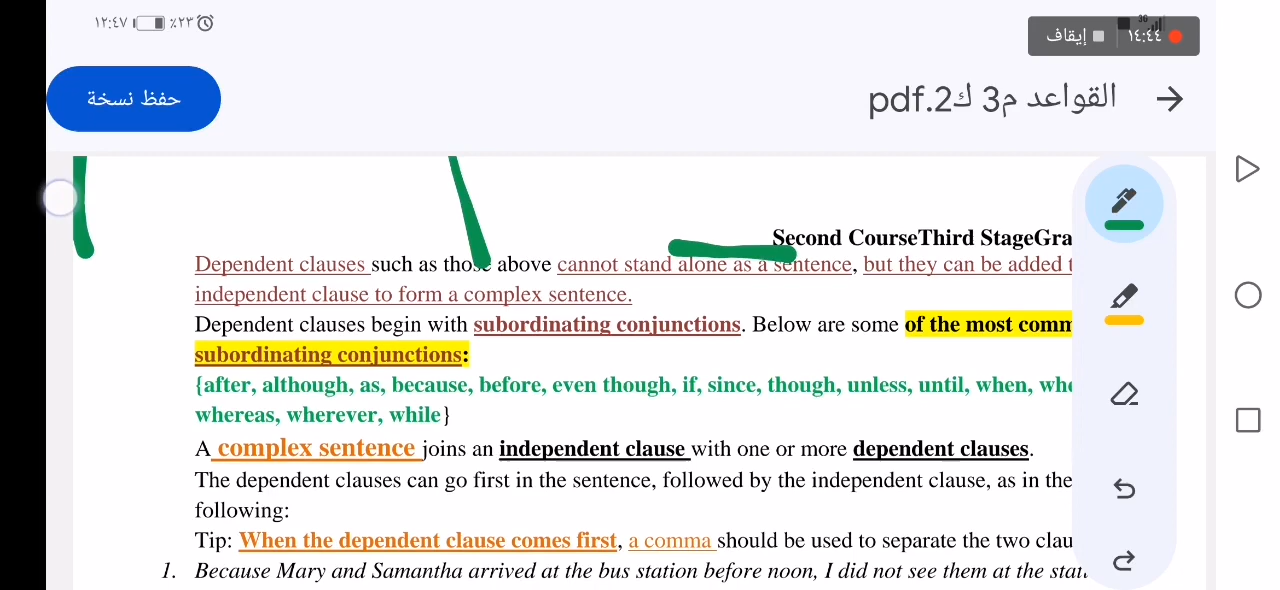 ١٢:٤٧ ٪٢٣
إيقاف ١٤:٤٤ 3G
حفظ نسخة
القواعد م3 ك2.pdf
Second CourseThird StageGra
Dependent clauses such as those above cannot stand alone as a sentence, but they can be added t
independent clause to form a complex sentence.
Dependent clauses begin with subordinating conjunctions. Below are some of the most comm
subordinating conjunctions:
{after, although, as, because, before, even though, if, since, though, unless, until, when, whe
whereas, wherever, while}
A complex sentence joins an independent clause with one or more dependent clauses.
The dependent clauses can go first in the sentence, followed by the independent clause, as in the
following:
Tip: When the dependent clause comes first, a comma should be used to separate the two clau
1. Because Mary and Samantha arrived at the bus station before noon, I did not see them at the stati